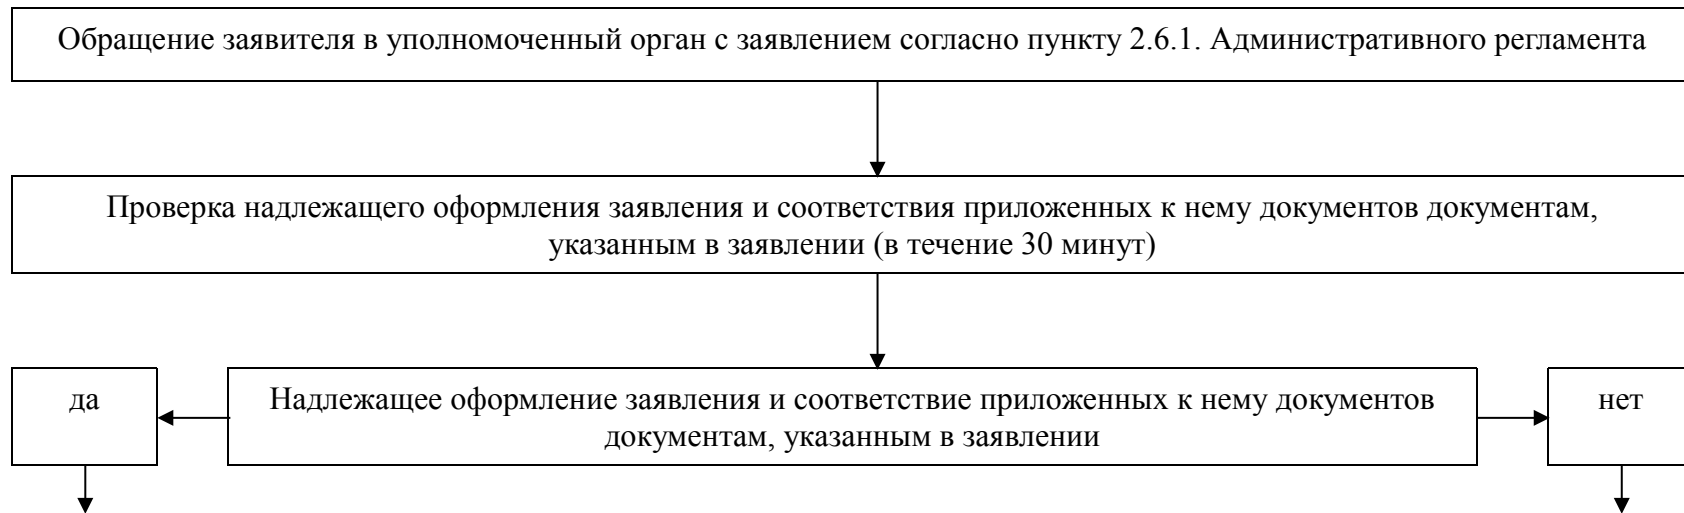 Обращение заявителя в уполномоченный орган с заявлением согласно пункту 2.6.1. Административного регламента
Проверка надлежащего оформления заявления и соответствия приложенных к нему документов документам,
указанным в заявлении (в течение 30 минут)
да
Надлежащее оформление заявления и соответствие приложенных к нему документов
документам, указанным в заявлении
нет